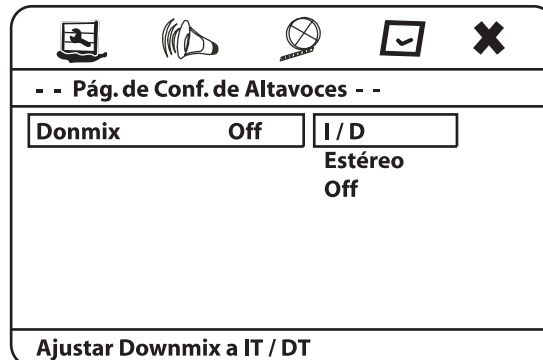 - - Pág. de Conf. de Altavoces - -
Donmix Off I / D
Estéreo
Off
Ajustar Downmix a IT / DT